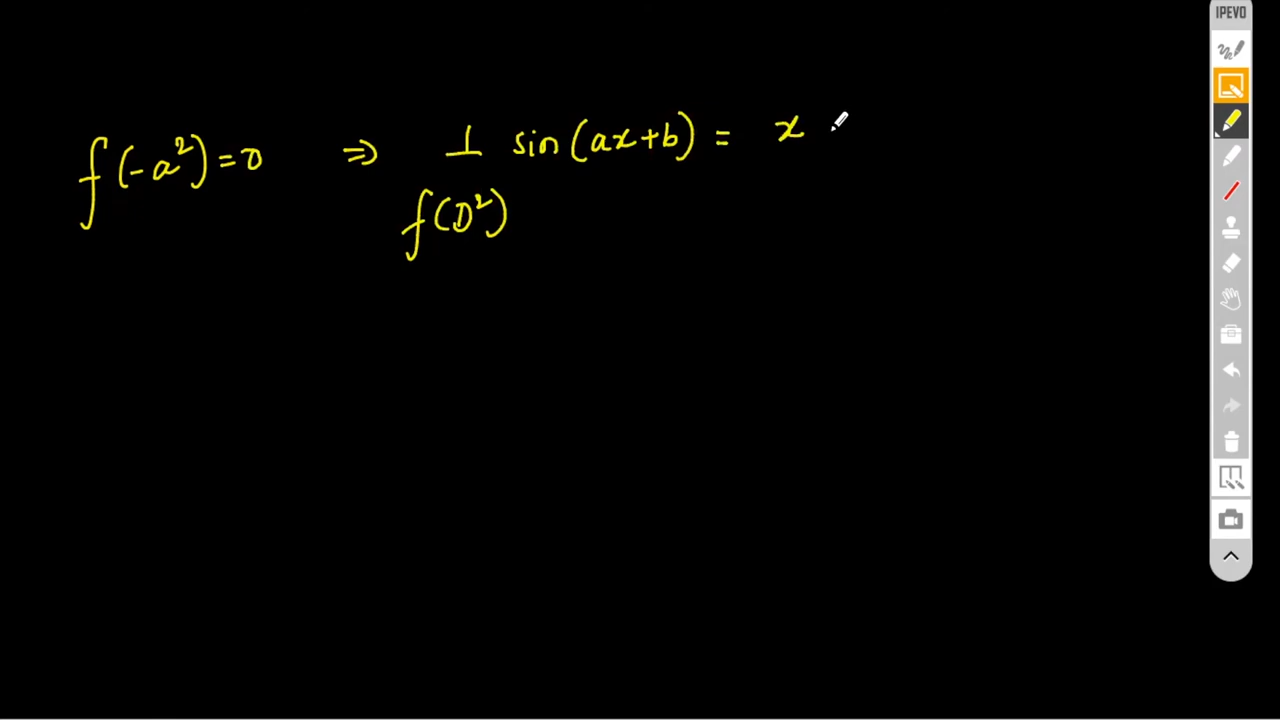 IPEVO
f(-a²)=0 ⇒ 1/f(D²) sin(ax+b) = x